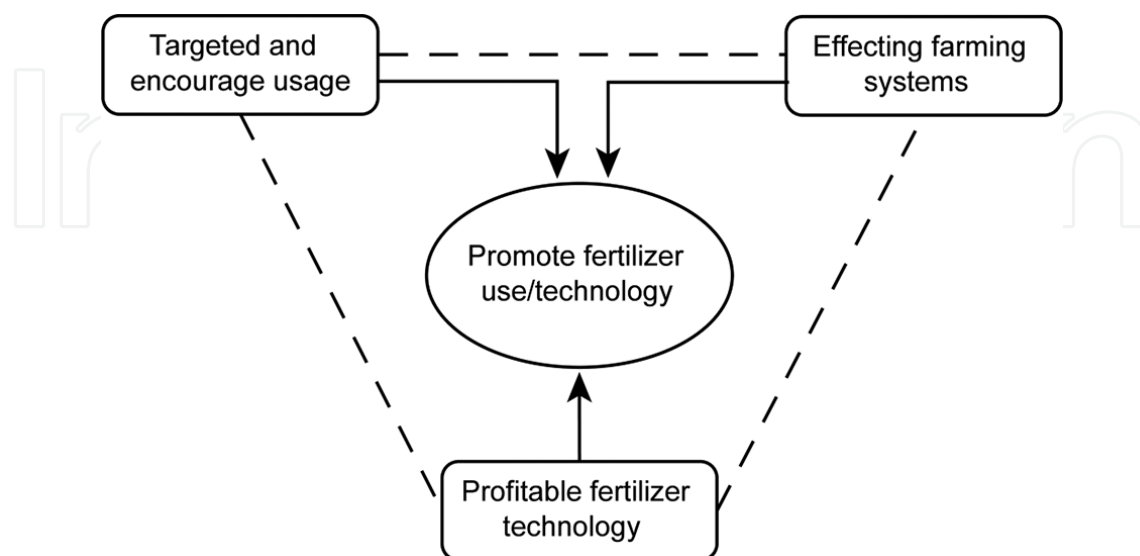 Targeted and
encourage usage
Effecting farming
systems
Promote fertilizer
use/technology
Profitable fertilizer
technology